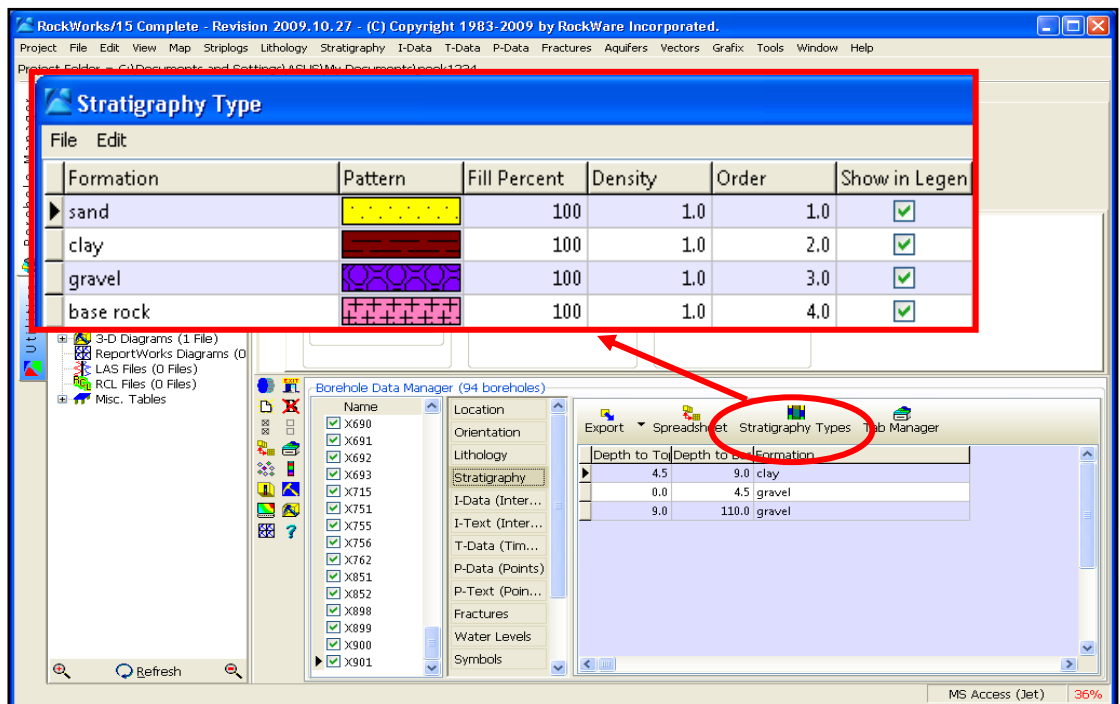 RockWorks/15 Complete - Revision 2009.10.27 - (C) Copyright 1983-2009 by RockWare Incorporated.
Project File Edit View Map Striplogs Lithology Stratigraphy I-Data T-Data P-Data Fractures Aquifers Vectors Grafix Tools Window Help
Stratigraphy Type
File Edit
Formation Pattern Fill Percent Density Order Show in Legen
sand 100 1.0 1.0
clay 100 1.0 2.0
gravel 100 1.0 3.0
base rock 100 1.0 4.0
3-D Diagrams (1 File)
ReportWorks Diagrams (0
LAS Files (0 Files)
RCL Files (0 Files)
Misc. Tables
Refresh
EXIT
Borehole Data Manager (94 boreholes)
Name
X690
X691
X692
X693
X715
X751
X755
X756
X762
X851
X852
X898
X899
X900
X901
Location
Orientation
Lithology
Stratigraphy
I-Data (Inter...
I-Text (Inter...
T-Data (Tim...
P-Data (Points)
P-Text (Poin...
Fractures
Water Levels
Symbols
Export Spreadsheet Stratigraphy Types Tab Manager
Depth to Top Depth to Bas Formation
4.5 9.0 clay
0.0 4.5 gravel
9.0 110.0 gravel
MS Access (Jet) 36%